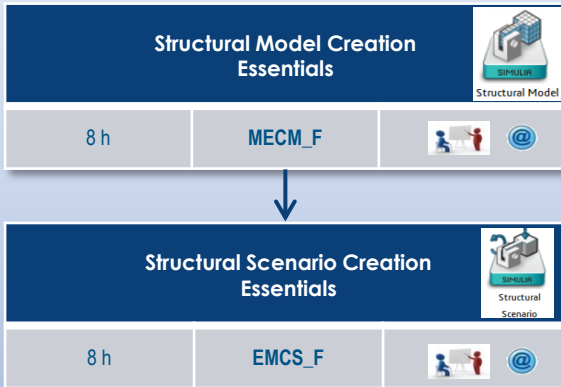 Structural Model Creation
Essentials
SIMULIA
Structural Model
8 h
MECM_F
@
Structural Scenario Creation
Essentials
SIMULIA
Structural
Scenario
8 h
EMCS_F
@